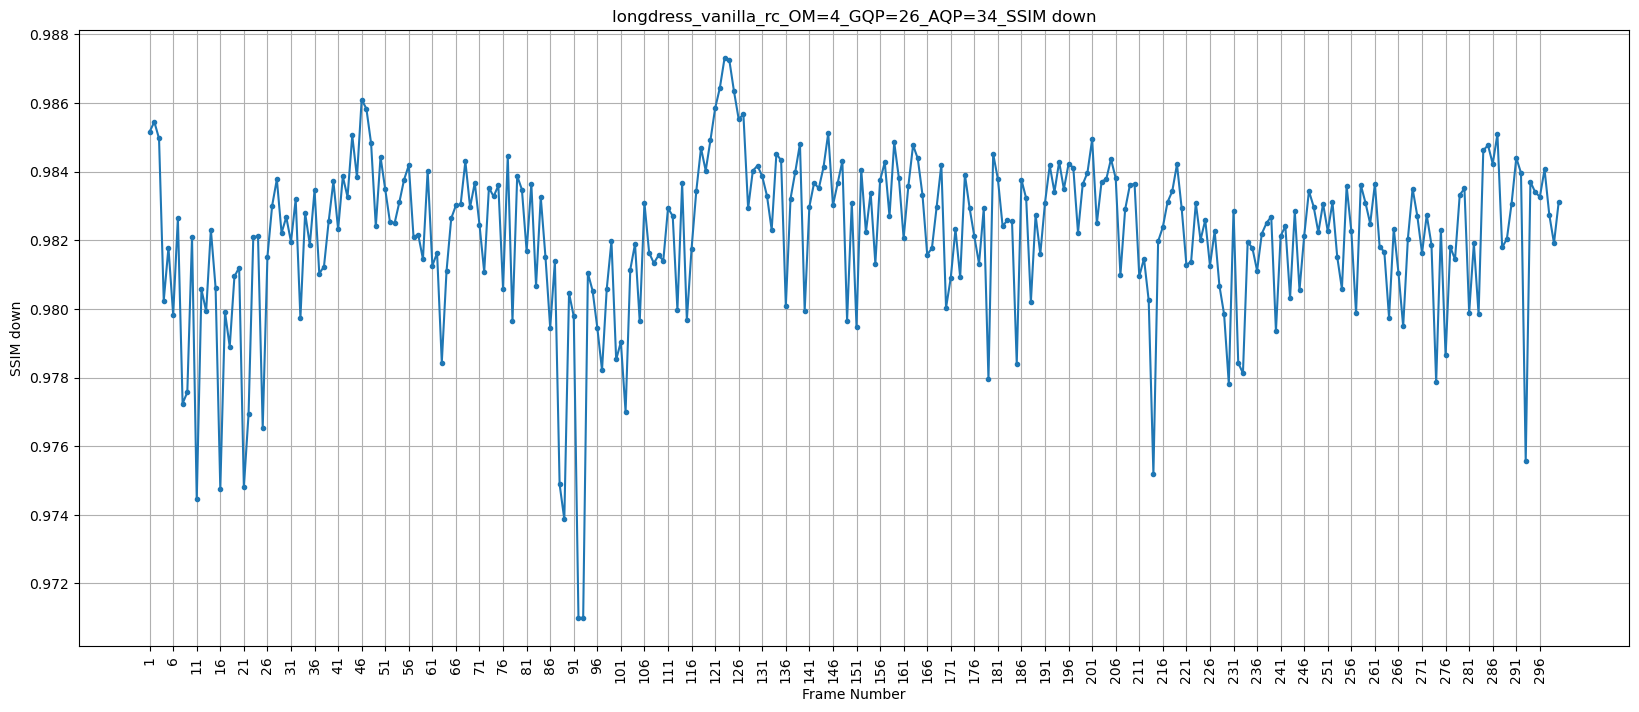 longdress_vanilla_rc_OM=4_GQP=26_AQP=34_SSIM down
0.988
0.986
0.984
0.982
0.980
0.978
0.976
0.974
0.972
SSIM down
1 6 11 16 21 26 31 36 41 46 51 56 61 66 71 76 81 86 91 96 101 106 111 116 121 126 131 136 141 146 151 156 161 166 171 176 181 186 191 196 201 206 211 216 221 226 231 236 241 246 251 256 261 266 271 276 281 286 291 296
Frame Number